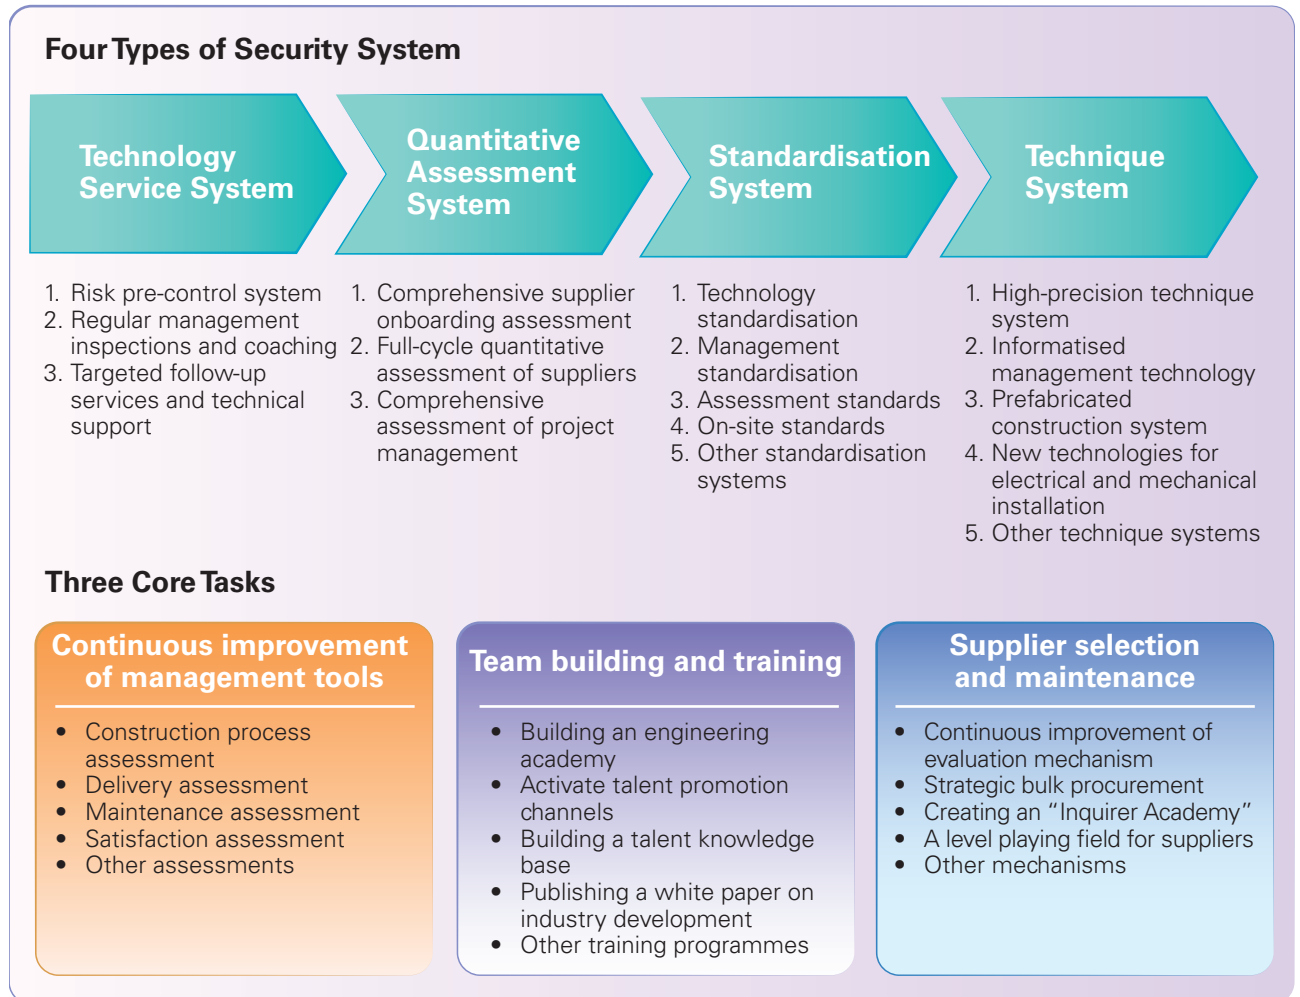 Four Types of Security System
Technology
Service System
Quantitative
Assessment
System
Standardisation
System
Technique
System
1. Risk pre-control system
2. Regular management
inspections and coaching
3. Targeted follow-up
services and technical
support
1. Comprehensive supplier
onboarding assessment
2. Full-cycle quantitative
assessment of suppliers
3. Comprehensive
assessment of project
management
1. Technology
standardisation
2. Management
standardisation
3. Assessment standards
4. On-site standards
5. Other standardisation
systems
1. High-precision technique
system
2. Informatised
management technology
3. Prefabricated
construction system
4. New technologies for
electrical and mechanical
installation
5. Other technique systems
Three Core Tasks
Continuous improvement
of management tools
• Construction process
assessment
• Delivery assessment
• Maintenance assessment
• Satisfaction assessment
• Other assessments
Team building and training
• Building an engineering
academy
• Activate talent promotion
channels
• Building a talent knowledge
base
• Publishing a white paper on
industry development
• Other training programmes
Supplier selection
and maintenance
• Continuous improvement of
evaluation mechanism
• Strategic bulk procurement
• Creating an “Inquirer Academy”
• A level playing field for suppliers
• Other mechanisms